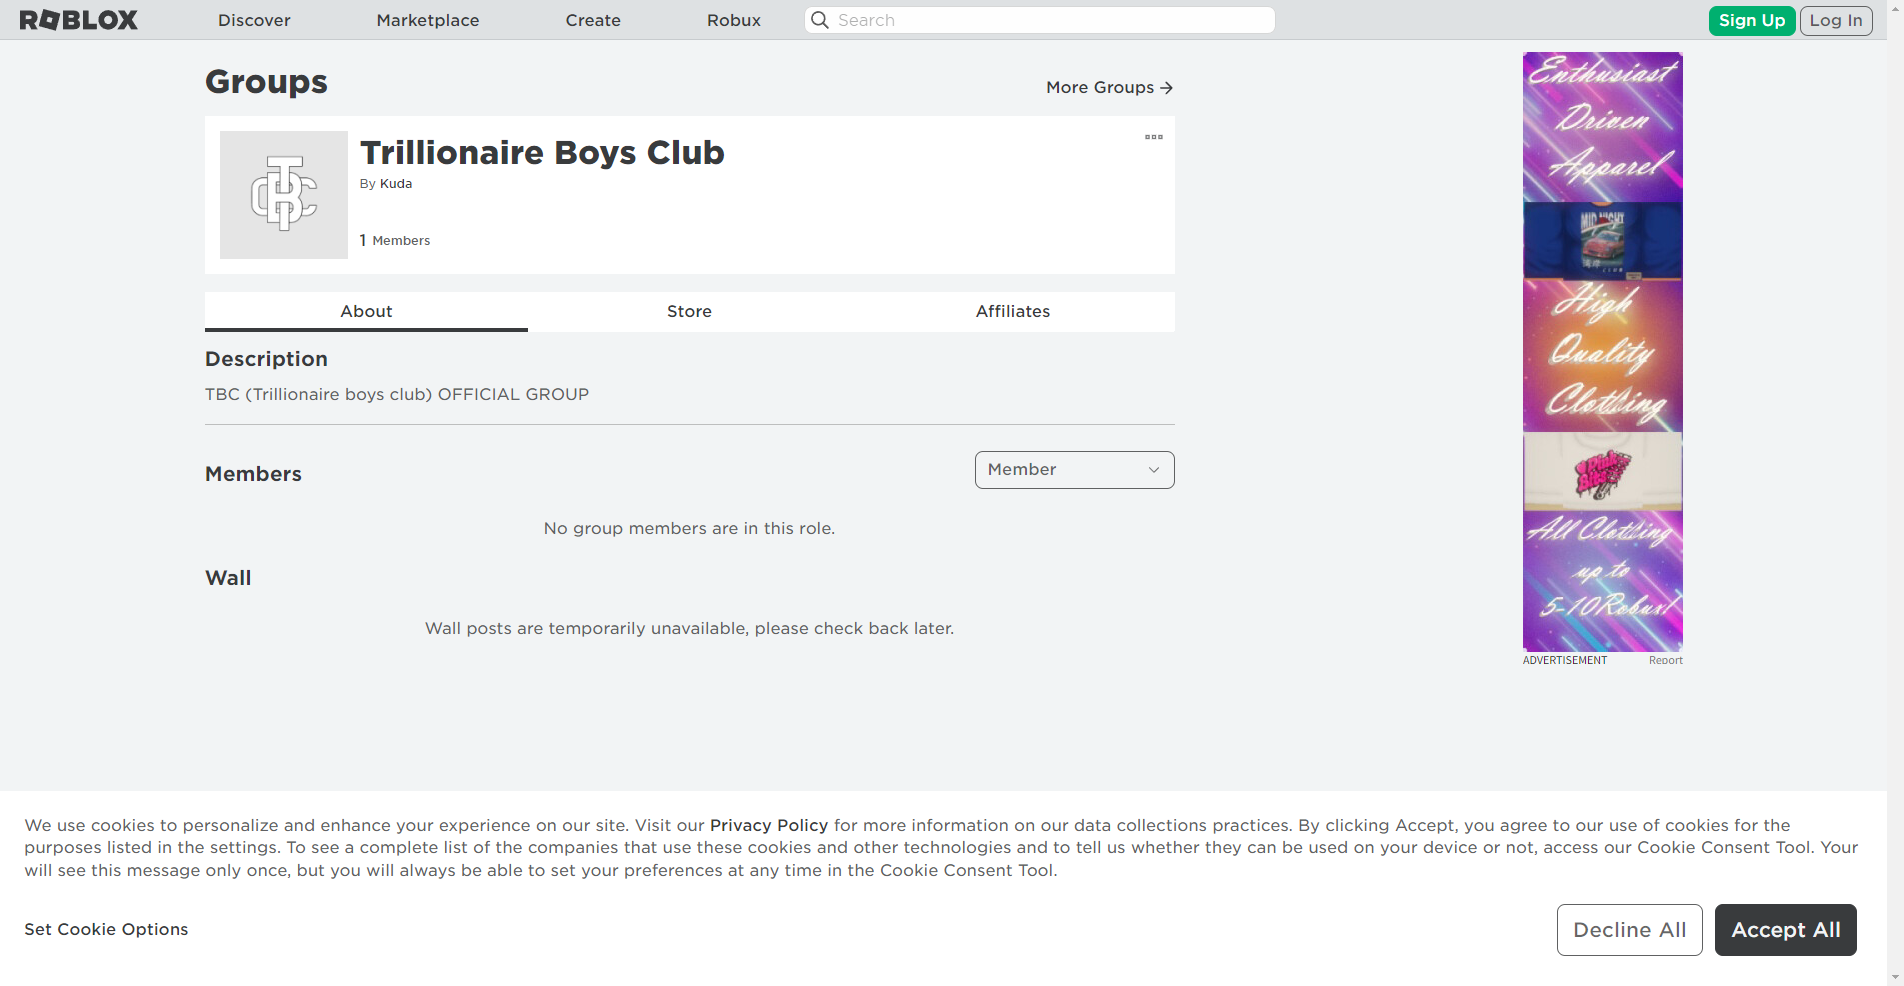 ROBLOX
Discover
Marketplace
Create
Robux
Search
Sign Up
Log In
Groups
More Groups
Trillionaire Boys Club
By Kuda
1 Members
About
Store
Affiliates
Description
TBC (Trillionaire boys club) OFFICIAL GROUP
Members
Member
No group members are in this role.
Wall
Wall posts are temporarily unavailable, please check back later.
Enthusiast
Driven
Apparel
MIDNIGHT
High
Quality
Clothing
All Clothing
up to
5-10Robux!
ADVERTISEMENT
Report
We use cookies to personalize and enhance your experience on our site. Visit our Privacy Policy for more information on our data collections practices. By clicking Accept, you agree to our use of cookies for the
purposes listed in the settings. To see a complete list of the companies that use these cookies and other technologies and to tell us whether they can be used on your device or not, access our Cookie Consent Tool. Your
will see this message only once, but you will always be able to set your preferences at any time in the Cookie Consent Tool.
Set Cookie Options
Decline All
Accept All